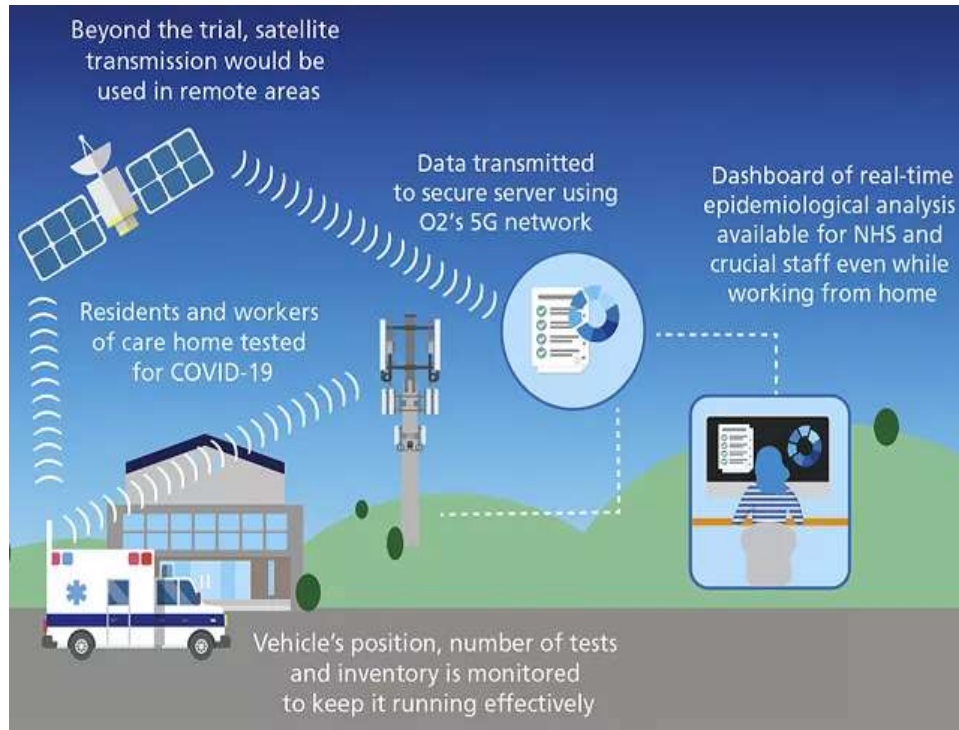 Beyond the trial, satellite
transmission would be
used in remote areas
Data transmitted
to secure server using
O2's 5G network
Dashboard of real-time
epidemiological analysis
available for NHS and
crucial staff even while
working from home
Residents and workers
of care home tested
for COVID-19
Vehicle's position, number of tests
and inventory is monitored
to keep it running effectively